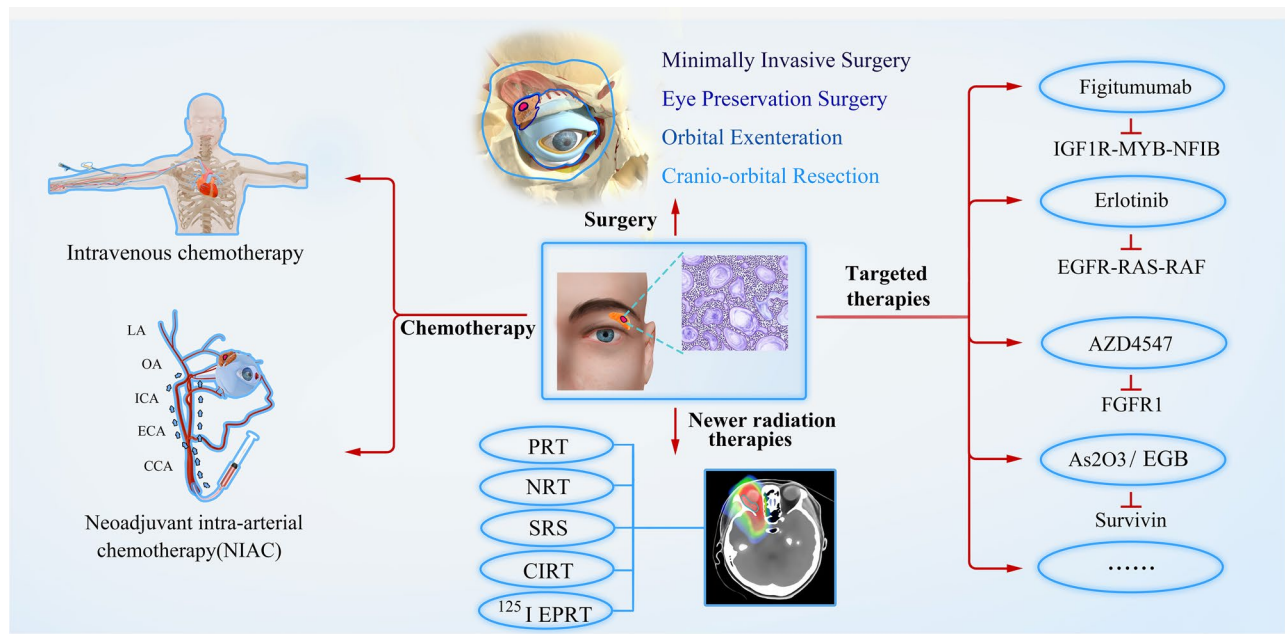 Minimally Invasive Surgery
Eye Preservation Surgery
Orbital Exenteration
Cranio-orbital Resection
Surgery
Intravenous chemotherapy
Chemotherapy
LA
OA
ICA
ECA
CCA
Neoadjuvant intra-arterial
chemotherapy(NIAC)
Newer radiation
therapies
PRT
NRT
SRS
CIRT
125 I EPRT
Targeted
therapies
Figitumumab
IGF1R-MYB-NFIB
Erlotinib
EGFR-RAS-RAF
AZD4547
FGFR1
As2O3/ EGB
Survivin
......